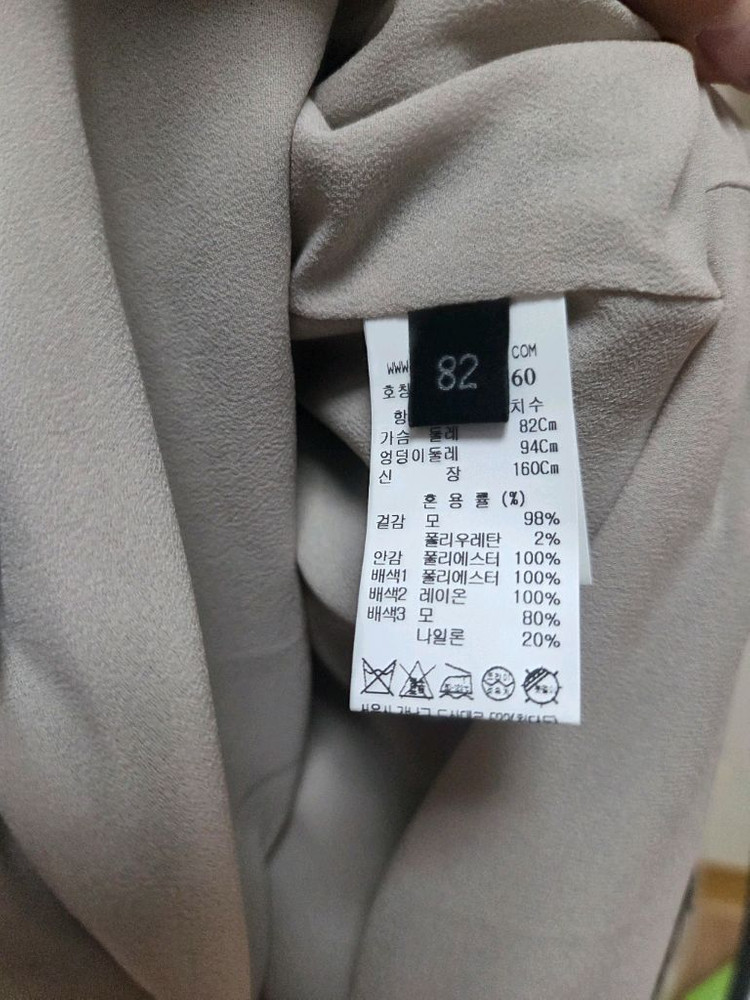 82
WWW COM
호칭 60
항 치수
가슴 둘레 82Cm
엉덩이둘레 94Cm
신 장 160Cm
혼 용 률 (%)
겉감 모 98%
폴리우레탄 2%
안감 폴리에스터 100%
배색1 폴리에스터 100%
배색2 레이온 100%
배색3 모 80%
나일론 20%